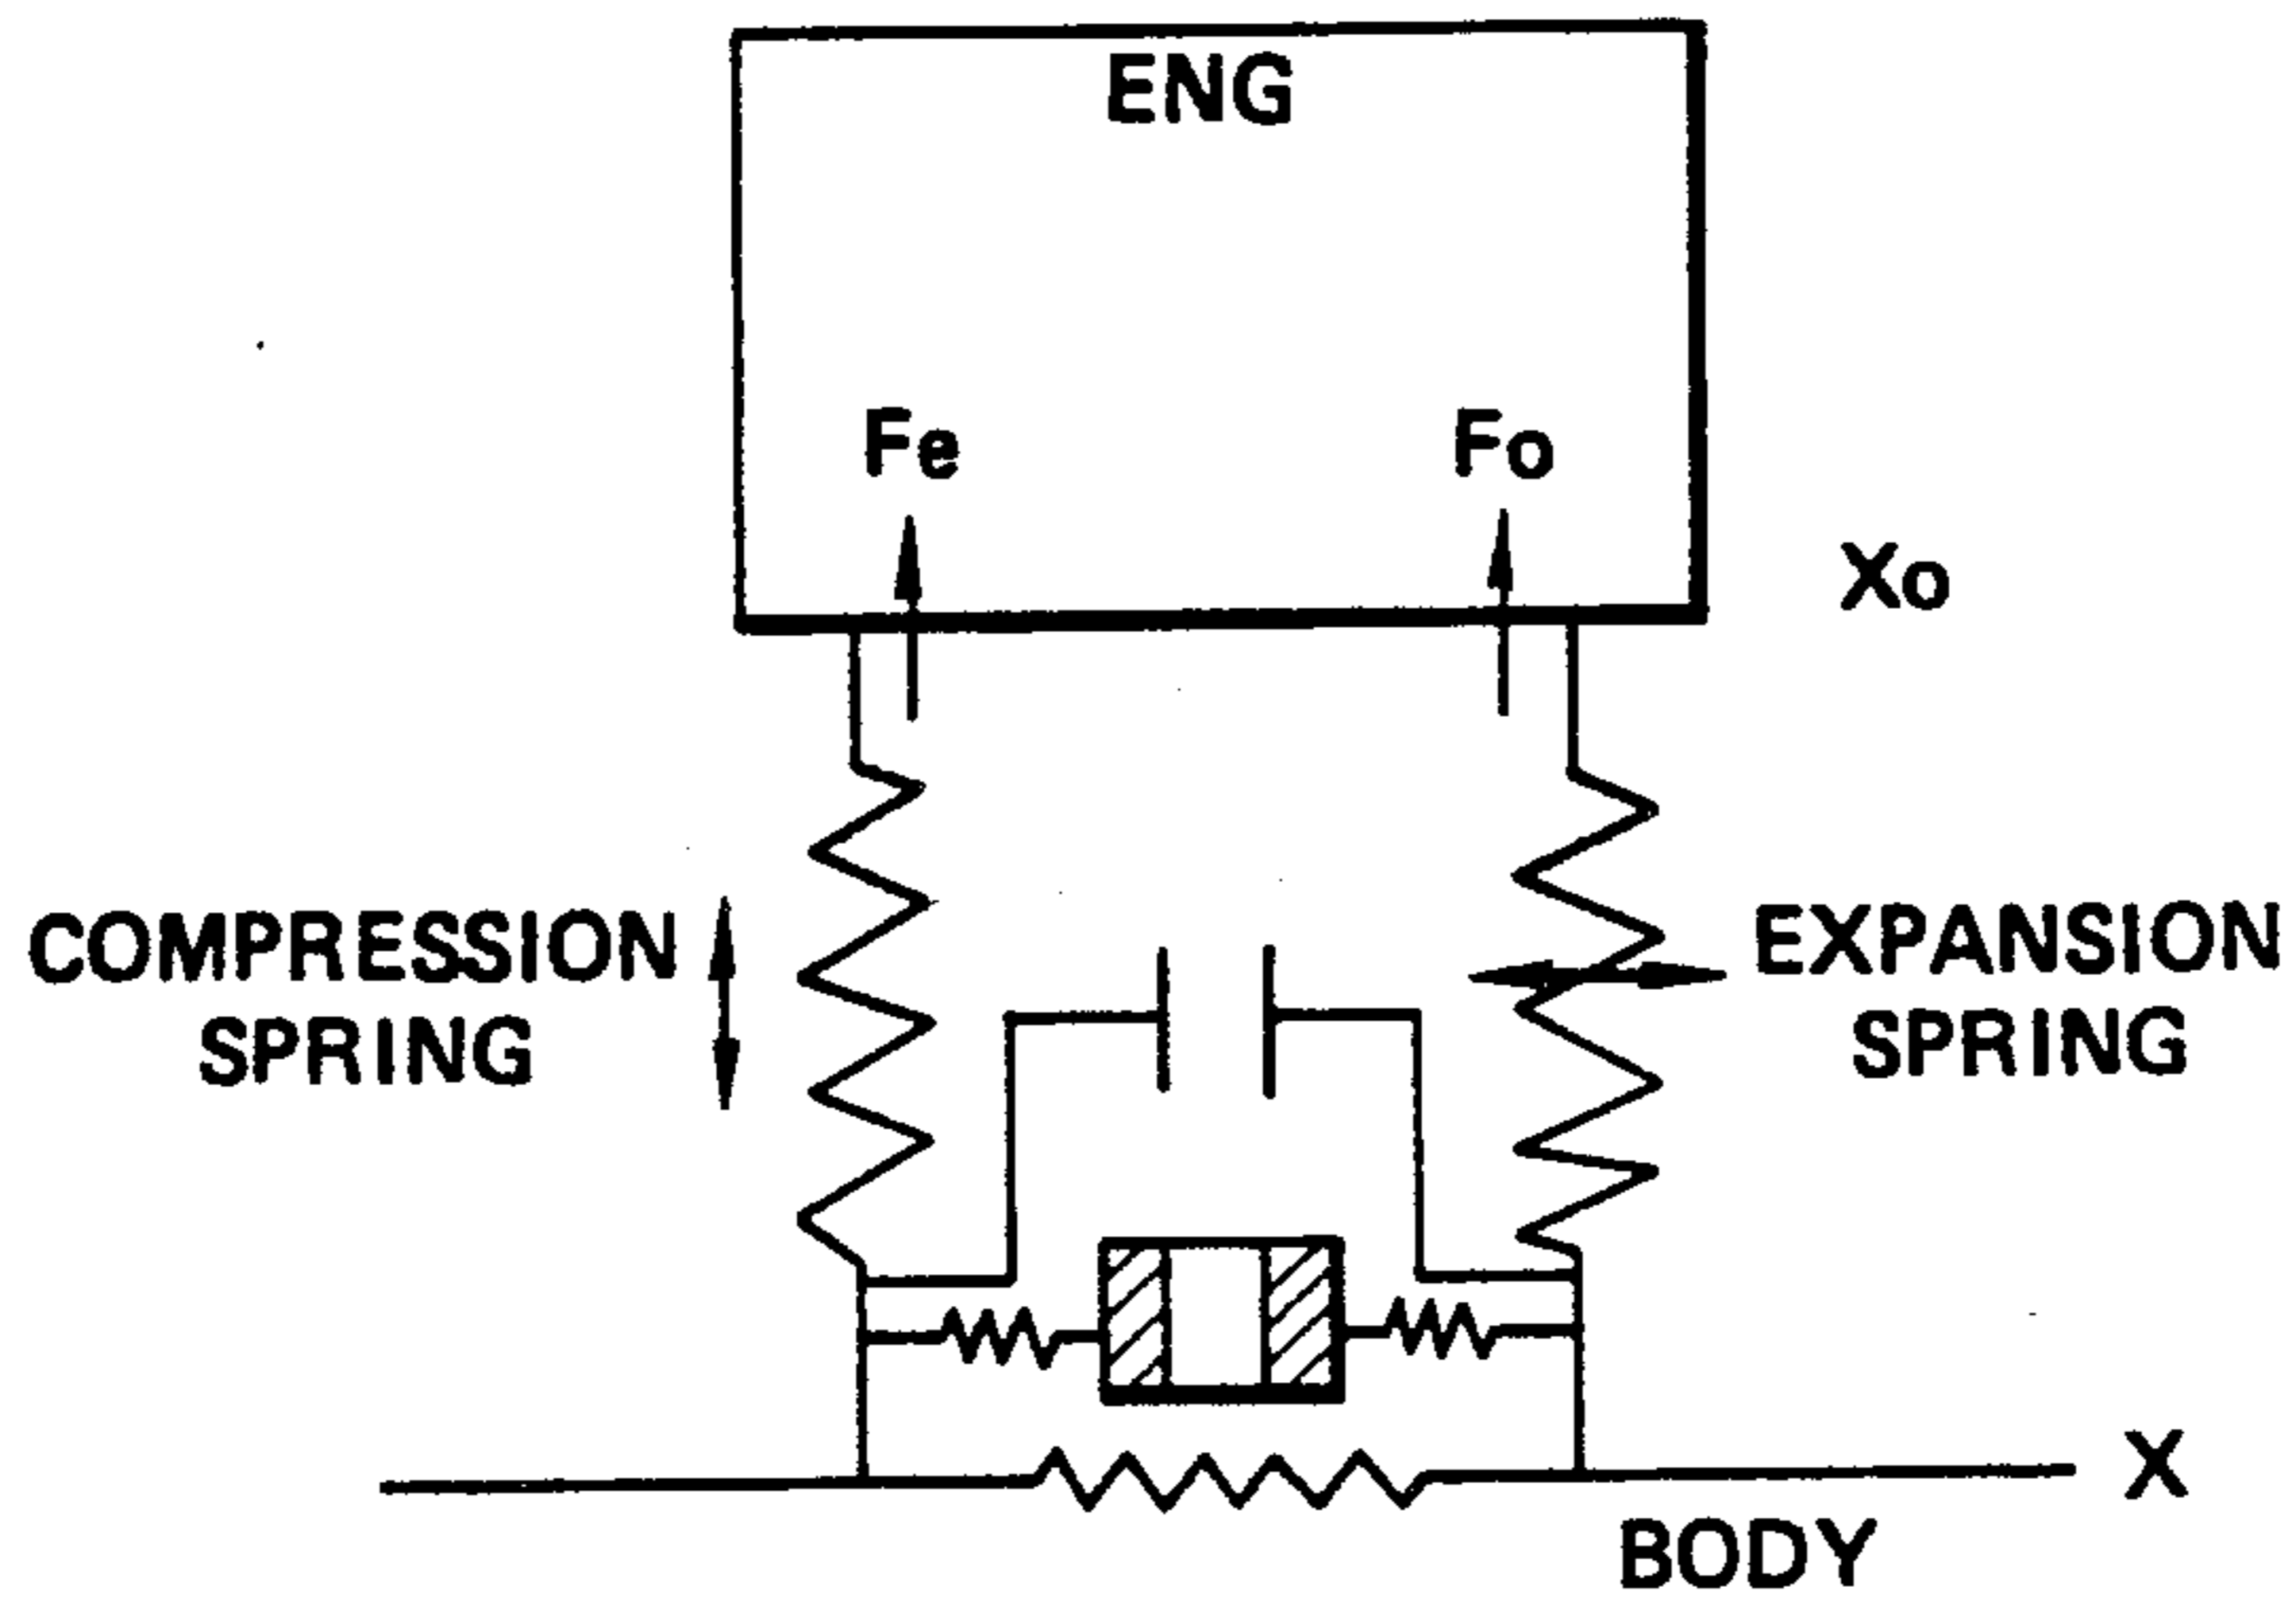 ENG
Fe
Fo
Xo
COMPRESSION
SPRING
EXPANSION
SPRING
X
BODY